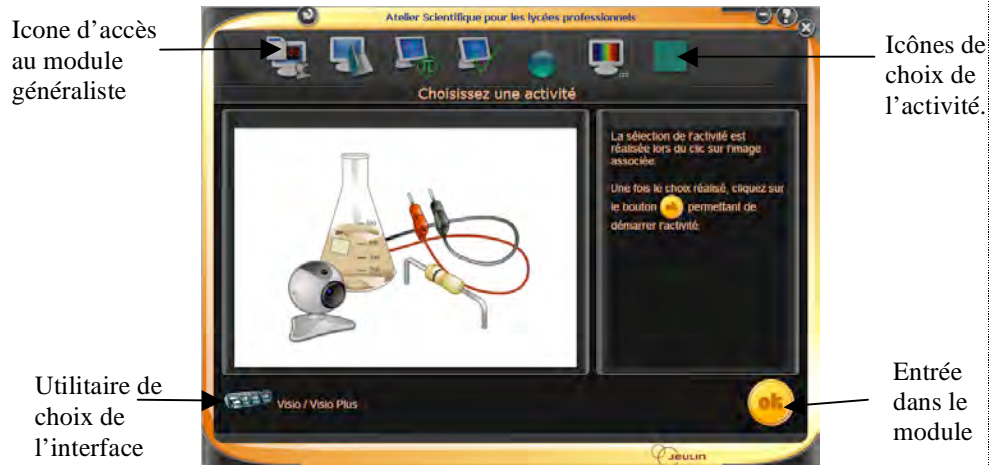 Icone d'accès
au module
généraliste
Atelier Scientifique pour les lycées professionnels
?
Choisissez une activité
Icônes de
choix de
l'activité.
La sélection de l'activité est
réalisée lors du clic sur l'image
associée.
Une fois le choix réalisé, cliquez sur
le bouton ok permettant de
démarrer l'activité.
Utilitaire de
choix de
l'interface
Visio / Visio Plus
ok
Entrée
dans le
module
Jeulin